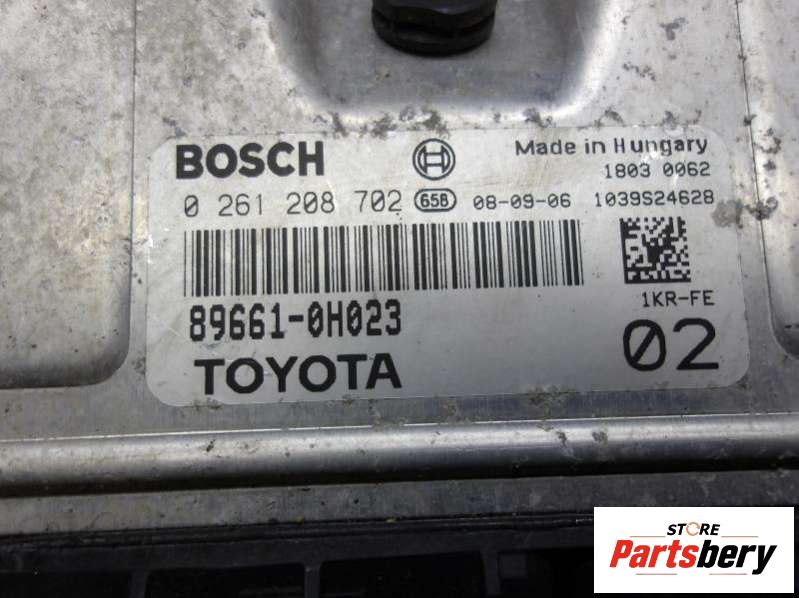 BOSCH
Made in Hungary
1803 0062
0 261 208 702 658 08-09-06 1039S24628
89661-0H023
1KR-FE
TOYOTA
02
STORE
Partsbery